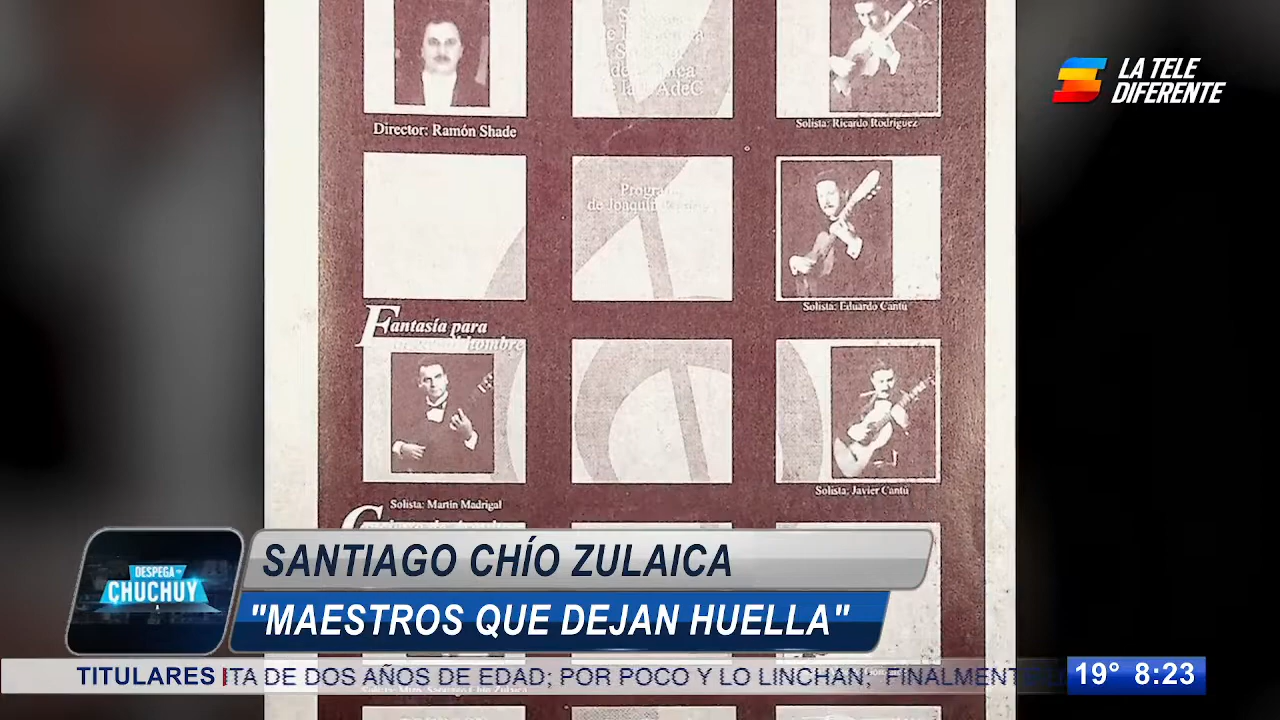 LA TELE
DIFERENTE
Director: Ramón Shade
Solista: Ricardo Rodríguez
Solista: Eduardo Cantú
Fantasía para
hombre
Solista: Martín Madrigal
Solista: Javier Cantú
DESPEGA
CHUCHUY
SANTIAGO CHÍO ZULAICA
"MAESTROS QUE DEJAN HUELLA"
TITULARES
ITA DE DOS AÑOS DE EDAD; POR POCO Y LO LINCHAN; FINALMENT
19° 8:23